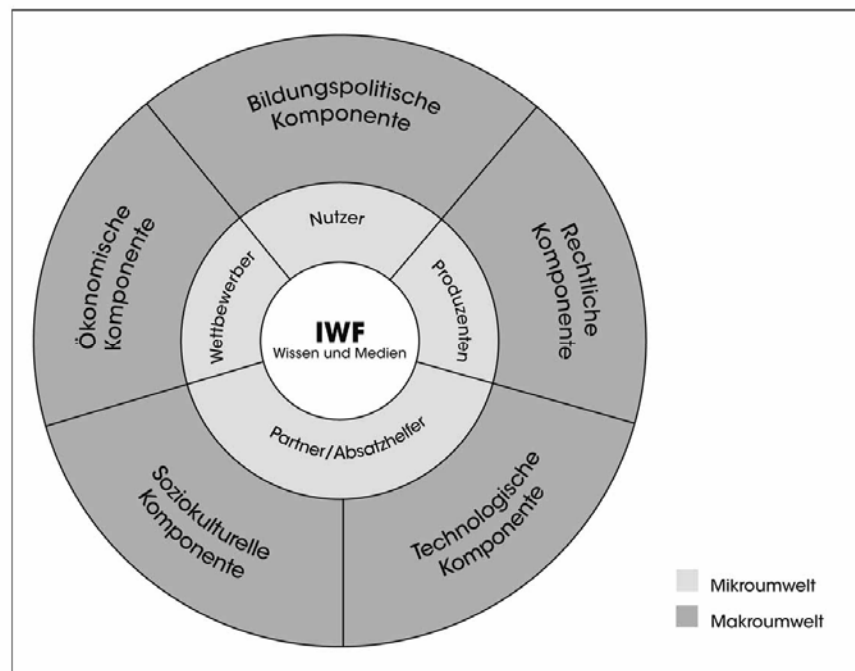 Bildungspolitische
Komponente
Ökonomische
Komponente
Rechtliche
Komponente
Nutzer
Wettbewerber
Produzenten
IWF
Wissen und Medien
Partner/Absatzhelfer
Soziokulturelle
Komponente
Technologische
Komponente
Mikroumwelt
Makroumwelt